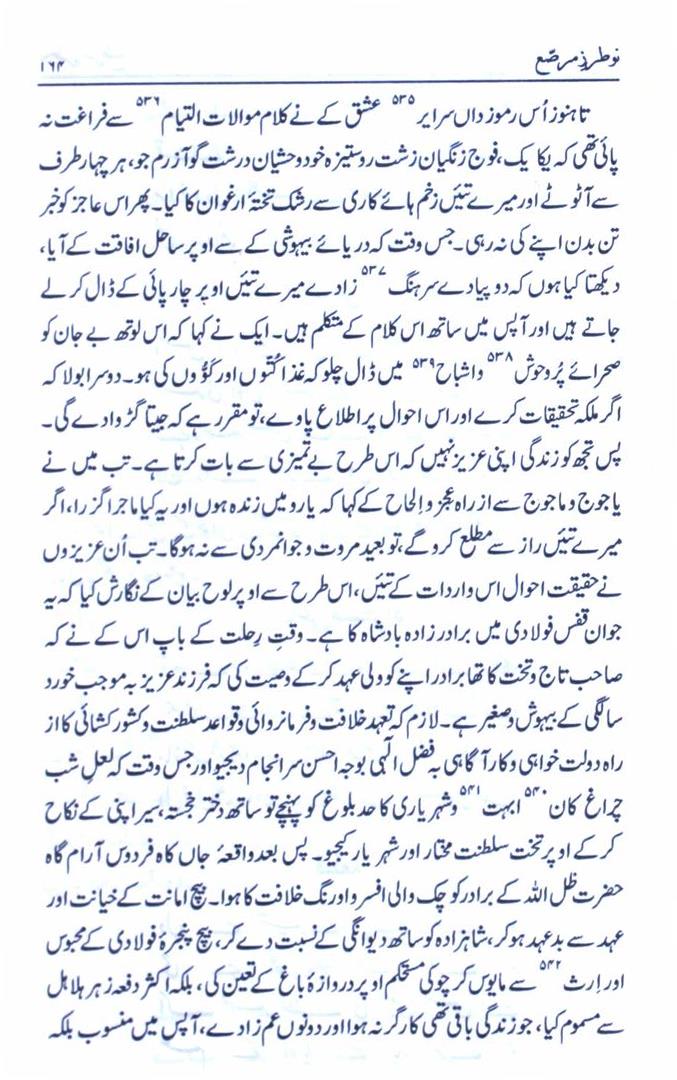 نو طرزِ مرصّع
۱۶۴
تا ہنوز اُس رموز داں سرایر ۵۳۵ عشق کے نے کلام موالات التیام ۵۳۶ سے فراغت نہ
پائی تھی کہ یکایک، فوج زنگیان زشت رو ستیزہ خو دو حشیان درشت گو آزرم جو، ہر چہار طرف
سے آ ٹوٹے اور میرے تئیں زخم ہائے کاری سے رشک تختۂ ارغوان کا کیا۔ پھر اس عاجز کو خبر
تن بدن اپنے کی نہ رہی۔ جس وقت کہ دریائے بیہوشی کے سے اوپر ساحل افاقت کے آیا،
دیکھتا کیا ہوں کہ دو پیادے سرہنگ ۵۳۷ زادے میرے تئیں اوپر چار پائی کے ڈال کر لے
جاتے ہیں اور آپس میں ساتھ اس کلام کے متکلم ہیں۔ ایک نے کہا کہ اس لوتھ بے جان کو
صحرائے پُر وحوش ۵۳۸ و اشباح ۵۳۹ میں ڈال چلو کہ غذا کُتّوں اور کَوّوں کی ہو۔ دوسرا بولا کہ
اگر ملکہ تحقیقات کرے اور اس احوال پر اطلاع پاوے، تو مقرر ہے کہ جیتا گڑوا دے گی۔
پس تجھ کو زندگی اپنی عزیز نہیں کہ اس طرح بے تمیزی سے بات کرتا ہے۔ تب میں نے
یاجوج و ماجوج سے از راہ عجز و الحاح کے کہا کہ یارو میں زندہ ہوں اور یہ کیا ماجرا گزرا، اگر
میرے تئیں راز سے مطلع کرو گے، تو بعید مروت و جوانمردی سے نہ ہوگا۔ تب اُن عزیزوں
نے حقیقت احوال اس واردات کے تئیں، اس طرح سے اوپر لوح بیان کے نگارش کیا کہ یہ
جوان قفس فولادی میں برادر زادہ بادشاہ کا ہے۔ وقتِ رِحلت کے باپ اس کے نے کہ
صاحب تاج و تخت کا تھا برادر اپنے کو ولی عہد کر کے وصیت کی کہ فرزند عزیز بہ موجب خورد
سالگی کے بیہوش و صغیر ہے۔ لازم کہ تعہد خلافت و فرمانروائی و قواعد سلطنت و کشور کشائی کا از
راہ دولت خواہی و کار آگاہی بہ فضل الٰہی بوجہ احسن سر انجام دیجیو اور جس وقت کہ لعلِ شب
چراغ کان ۵۴۰ ابہت ۵۴۱ و شہریاری کا حد بلوغ کو پہنچے تو ساتھ دختر خجستہ، سیر اپنی کے نکاح
کر کے اوپر تخت سلطنت مختار اور شہر یار کیجیو۔ پس بعد واقعۂ جاں کاہ فردوس آرام گاہ
حضرت ظل اللہ کے برادر کوچک والی افسر و اورنگ خلافت کا ہوا۔ بیچ امانت کے خیانت اور
عہد سے بد عہد ہو کر، شاہزادہ کو ساتھ دیوانگی کے نسبت دے کر، بیچ پنجرۂ فولادی کے محبوس
اور اِرث ۵۴۲ سے مایوس کر چوکی مستحکم اوپر دروازۂ باغ کے تعین کی، بلکہ اکثر دفعہ زہر ہلاہل
سے مسموم کیا، جو زندگی باقی تھی کارگر نہ ہوا اور دونوں عم زادے، آپس میں منسوب بلکہ